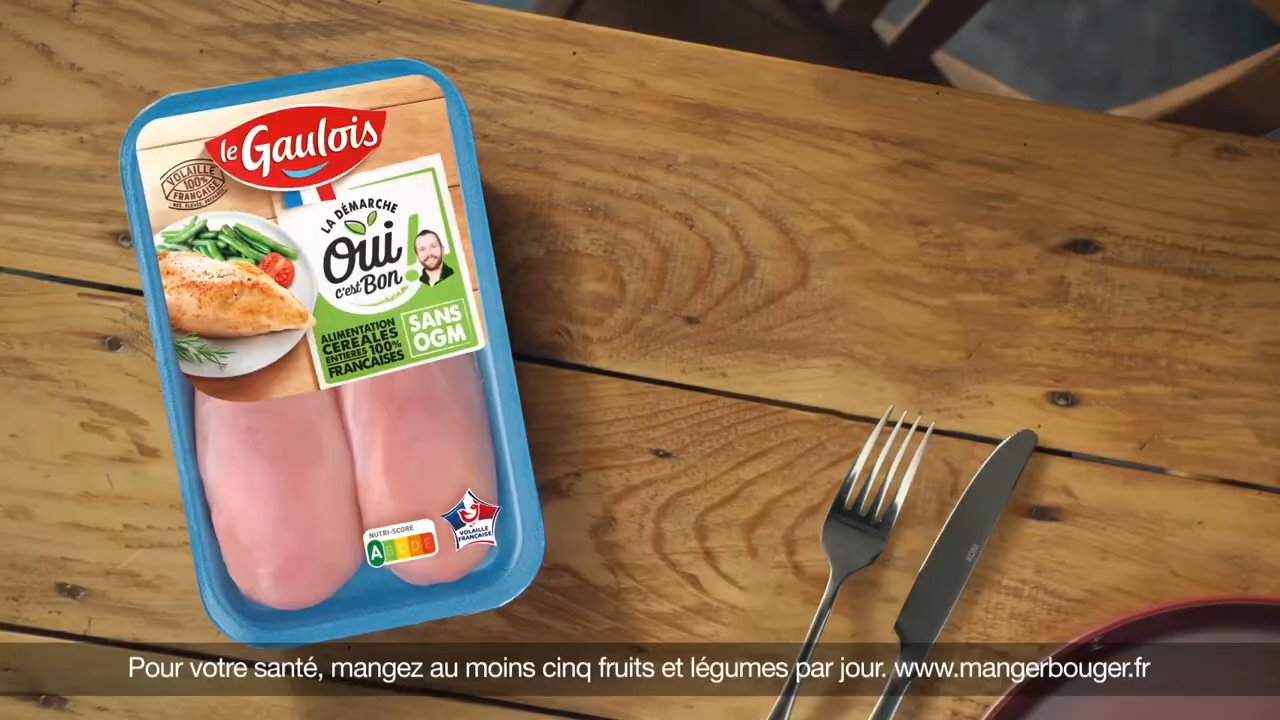 le Gaulois
VOLAILLE
100%
FRANÇAISE
LA DÉMARCHE
Oui!
c'est Bon
ALIMENTATION
CÉRÉALES
ENTIÈRES 100%
FRANÇAISES
SANS
OGM
NUTRI-SCORE
A B C D E
VOLAILLE
FRANÇAISE
Pour votre santé, mangez au moins cinq fruits et légumes par jour. www.mangerbouger.fr